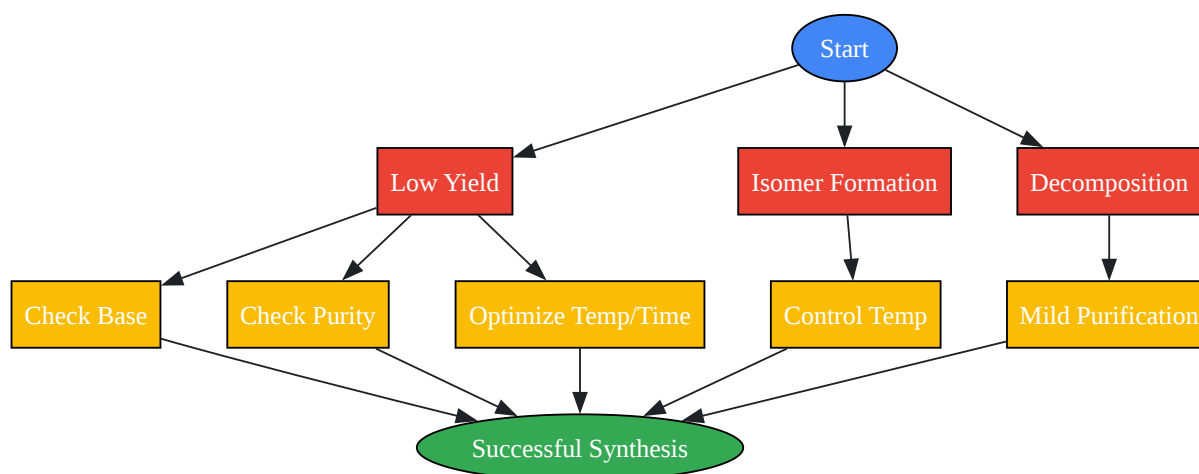 Start
Low Yield
Isomer Formation
Decomposition
Check Base
Check Purity
Optimize Temp/Time
Control Temp
Mild Purification
Successful Synthesis